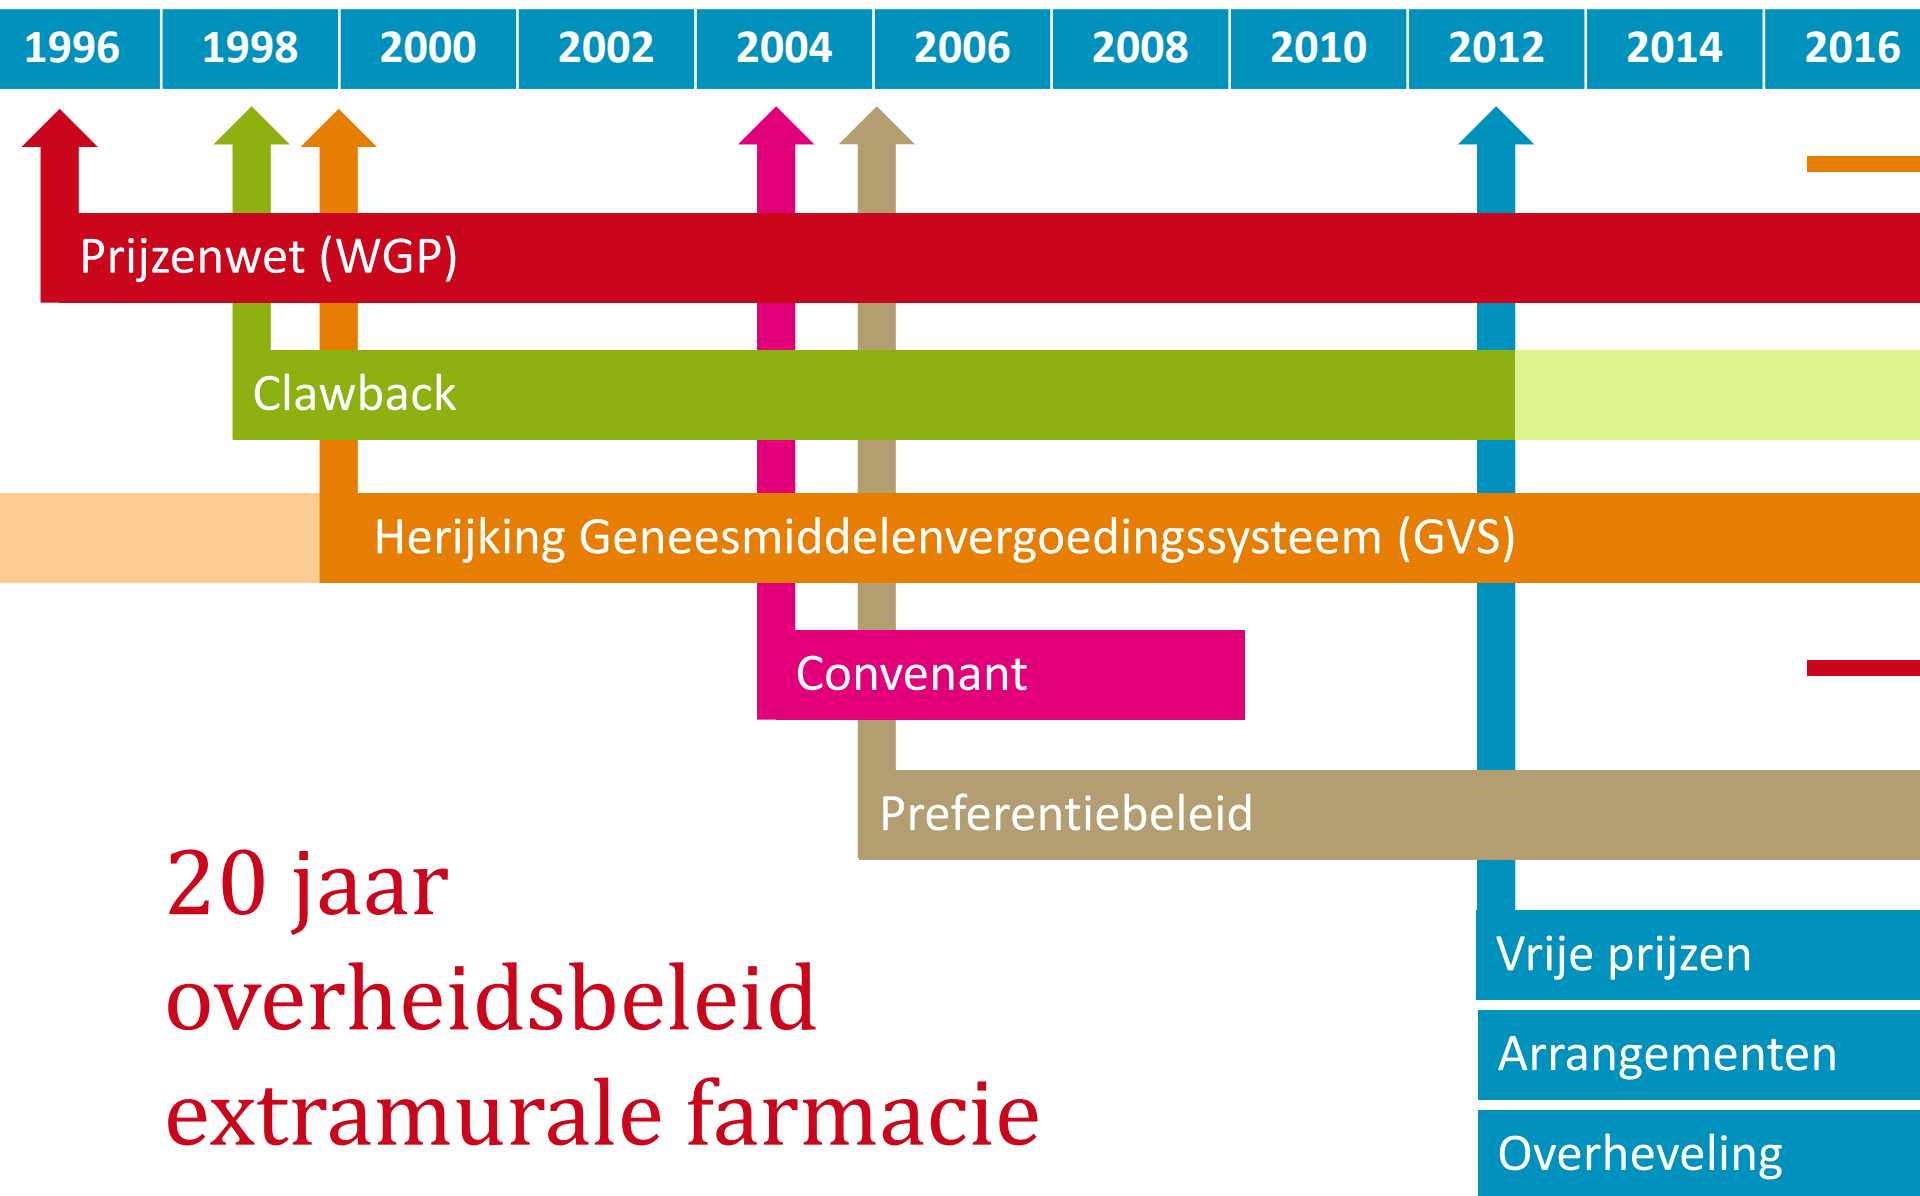 1996 1998 2000 2002 2004 2006 2008 2010 2012 2014 2016
Prijzenwet (WGP)
Clawback
Herijking Geneesmiddelenvergoedingssysteem (GVS)
Convenant
Preferentiebeleid
20 jaar
overheidsbeleid
extramurale farmacie
Vrije prijzen
Arrangementen
Overheveling